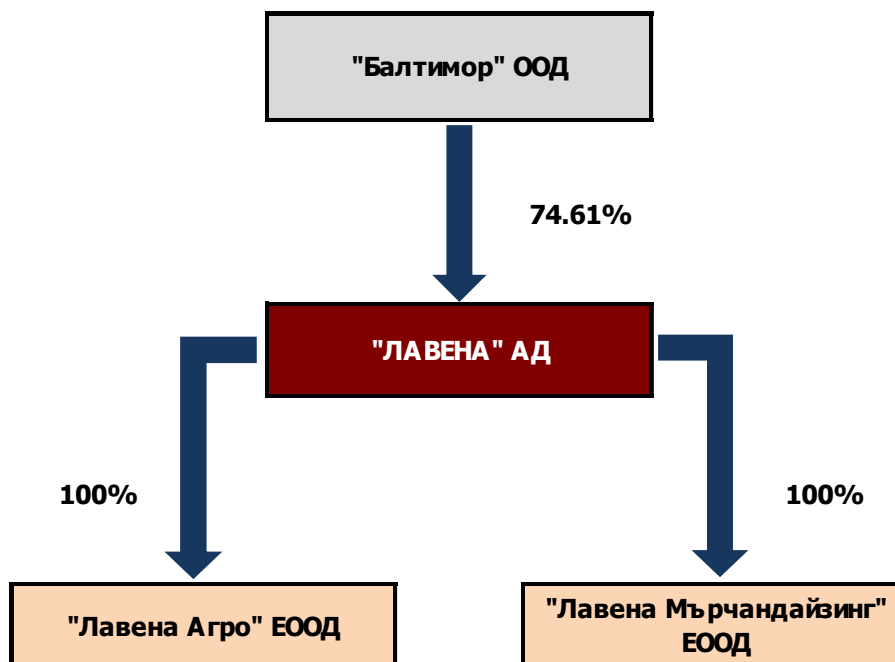 "Балтимор" ООД
74.61%
"ЛАВЕНА" АД
100%
100%
"Лавена Агро" ЕООД
"Лавена Мърчандайзинг"
ЕООД